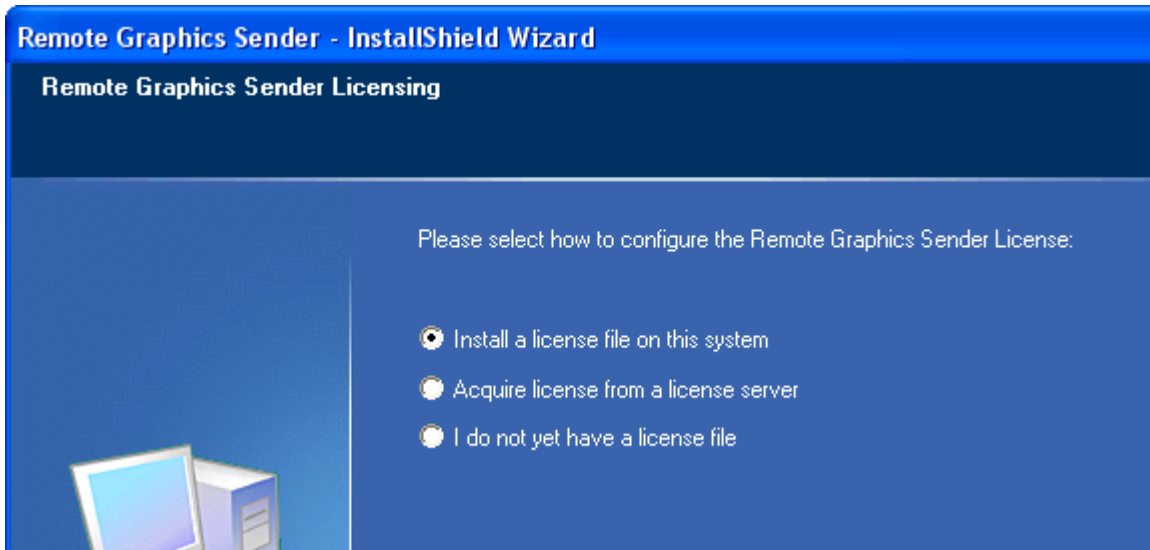 Remote Graphics Sender - InstallShield Wizard
Remote Graphics Sender Licensing
Please select how to configure the Remote Graphics Sender License:
Install a license file on this system
Acquire license from a license server
I do not yet have a license file